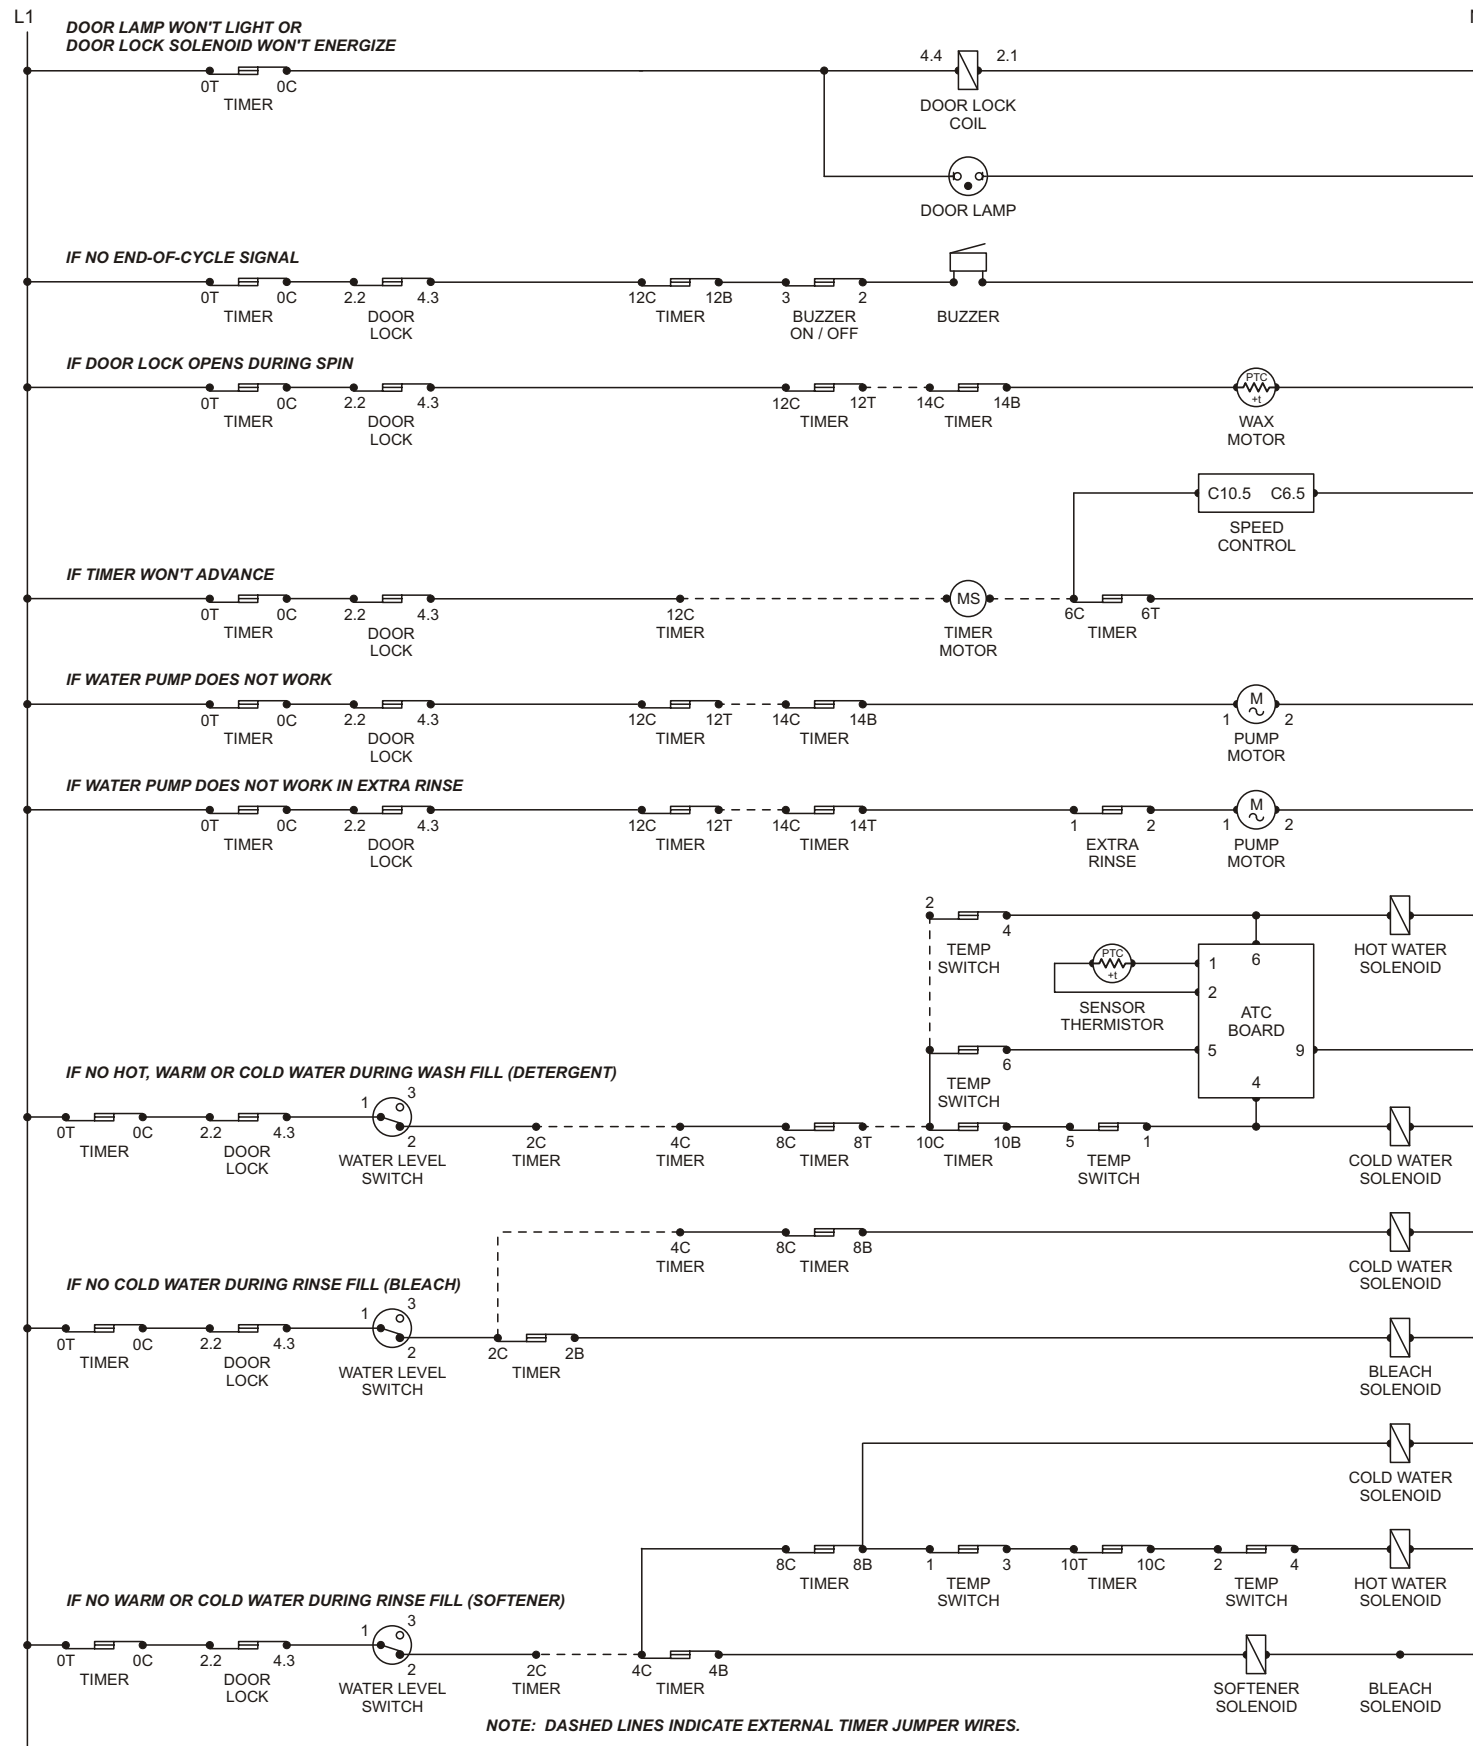 L1
DOOR LAMP WON'T LIGHT OR
DOOR LOCK SOLENOID WON'T ENERGIZE
4.4 2.1
0T 0C
TIMER
DOOR LOCK
COIL
DOOR LAMP
IF NO END-OF-CYCLE SIGNAL
0T 0C 2.2 4.3 12C 12B 3 2
TIMER DOOR TIMER BUZZER BUZZER
LOCK ON / OFF
IF DOOR LOCK OPENS DURING SPIN
PTC
+t
0T 0C 2.2 4.3 12C 12T 14C 14B
TIMER DOOR TIMER TIMER WAX
LOCK MOTOR
C10.5 C6.5
SPEED
CONTROL
IF TIMER WON'T ADVANCE
MS
0T 0C 2.2 4.3 12C 6C 6T
TIMER DOOR TIMER TIMER TIMER
LOCK MOTOR
IF WATER PUMP DOES NOT WORK
M
0T 0C 2.2 4.3 12C 12T 14C 14B 1 2
TIMER DOOR TIMER TIMER PUMP
LOCK MOTOR
IF WATER PUMP DOES NOT WORK IN EXTRA RINSE
M
0T 0C 2.2 4.3 12C 12T 14C 14T 1 2 1 2
TIMER DOOR TIMER TIMER EXTRA PUMP
LOCK RINSE MOTOR
2 4
TEMP
SWITCH
HOT WATER
SOLENOID
PTC
+t
SENSOR
THERMISTOR
1 6
2
ATC
BOARD
5 9
4
6
TEMP
SWITCH
IF NO HOT, WARM OR COLD WATER DURING WASH FILL (DETERGENT)
1 3
0T 0C 2.2 4.3 2 2C 4C 8C 8T 10C 10B 5 1
TIMER DOOR WATER LEVEL TIMER TIMER TIMER TIMER TEMP COLD WATER
LOCK SWITCH SWITCH SOLENOID
4C 8C 8B
TIMER TIMER COLD WATER
SOLENOID
IF NO COLD WATER DURING RINSE FILL (BLEACH)
1 3
0T 0C 2.2 4.3 2 2C 2B
TIMER DOOR WATER LEVEL TIMER BLEACH
LOCK SWITCH SOLENOID
COLD WATER
SOLENOID
8C 8B 1 3 10T 10C 2 4
TIMER TEMP TIMER TEMP HOT WATER
SWITCH SWITCH SOLENOID
IF NO WARM OR COLD WATER DURING RINSE FILL (SOFTENER)
1 3
0T 0C 2.2 4.3 2 2C 4C 4B
TIMER DOOR WATER LEVEL TIMER TIMER SOFTENER BLEACH
LOCK SWITCH SOLENOID SOLENOID
NOTE: DASHED LINES INDICATE EXTERNAL TIMER JUMPER WIRES.